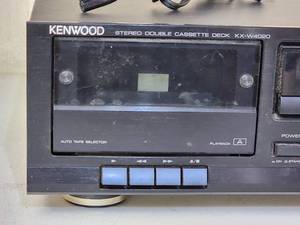 KENWOOD STEREO DOUBLE CASSETTE DECK KX-W4020
AUTO TAPE SELECTOR PLAYBACK A
POWER